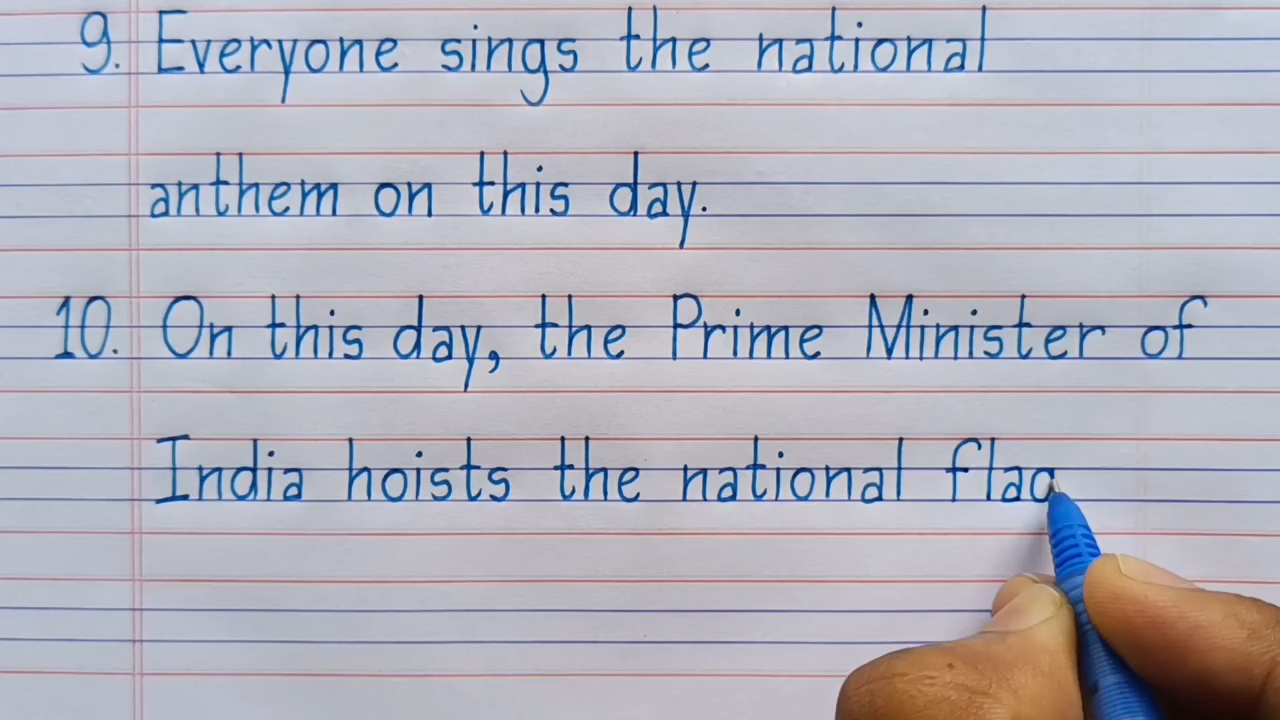 9. Everyone sings the national
anthem on this day.
10. On this day, the Prime Minister of
India hoists the national flag